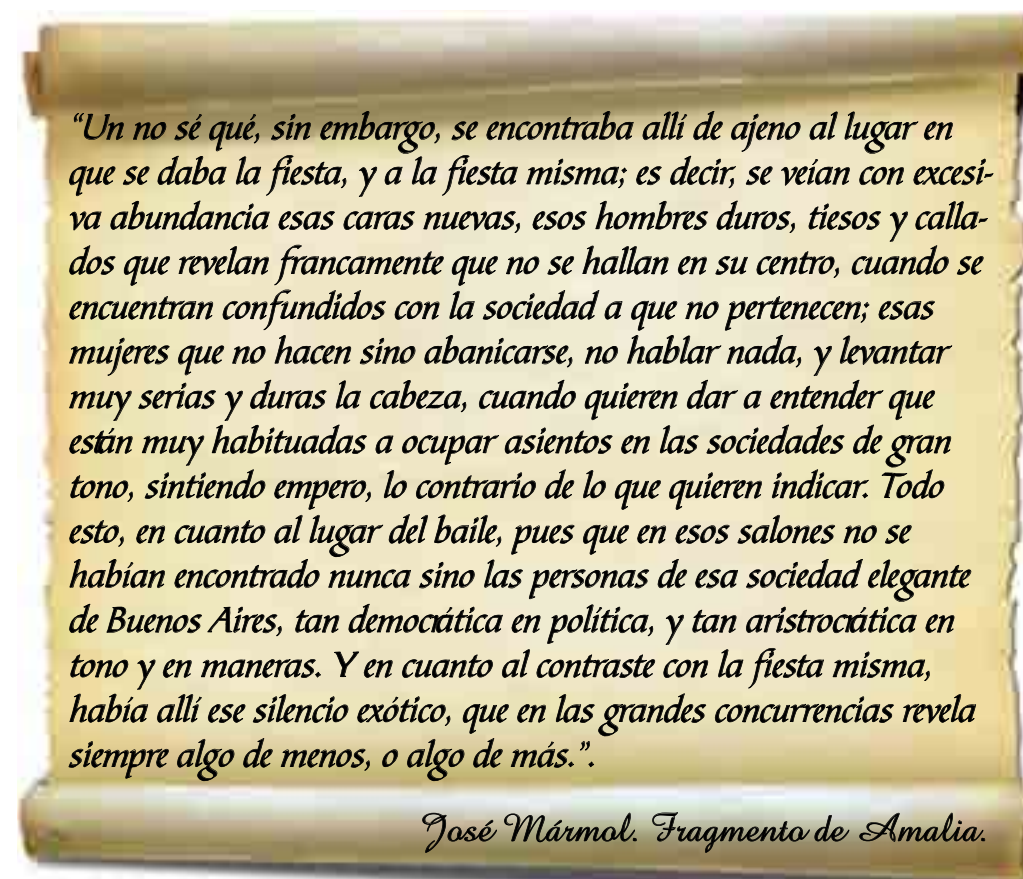 “Un no sé qué, sin embargo, se encontraba allí de ajeno al lugar en
que se daba la fiesta, y a la fiesta misma; es decir, se veían con excesi-
va abundancia esas caras nuevas, esos hombres duros, tiesos y calla-
dos que revelan francamente que no se hallan en su centro, cuando se
encuentran confundidos con la sociedad a que no pertenecen; esas
mujeres que no hacen sino abanicarse, no hablar nada, y levantar
muy serias y duras la cabeza, cuando quieren dar a entender que
están muy habituadas a ocupar asientos en las sociedades de gran
tono, sintiendo empero, lo contrario de lo que quieren indicar. Todo
esto, en cuanto al lugar del baile, pues que en esos salones no se
habían encontrado nunca sino las personas de esa sociedad elegante
de Buenos Aires, tan democrática en política, y tan aristrocrática en
tono y en maneras. Y en cuanto al contraste con la fiesta misma,
había allí ese silencio exótico, que en las grandes concurrencias revela
siempre algo de menos, o algo de más.”.
José Mármol. Fragmento de Amalia.